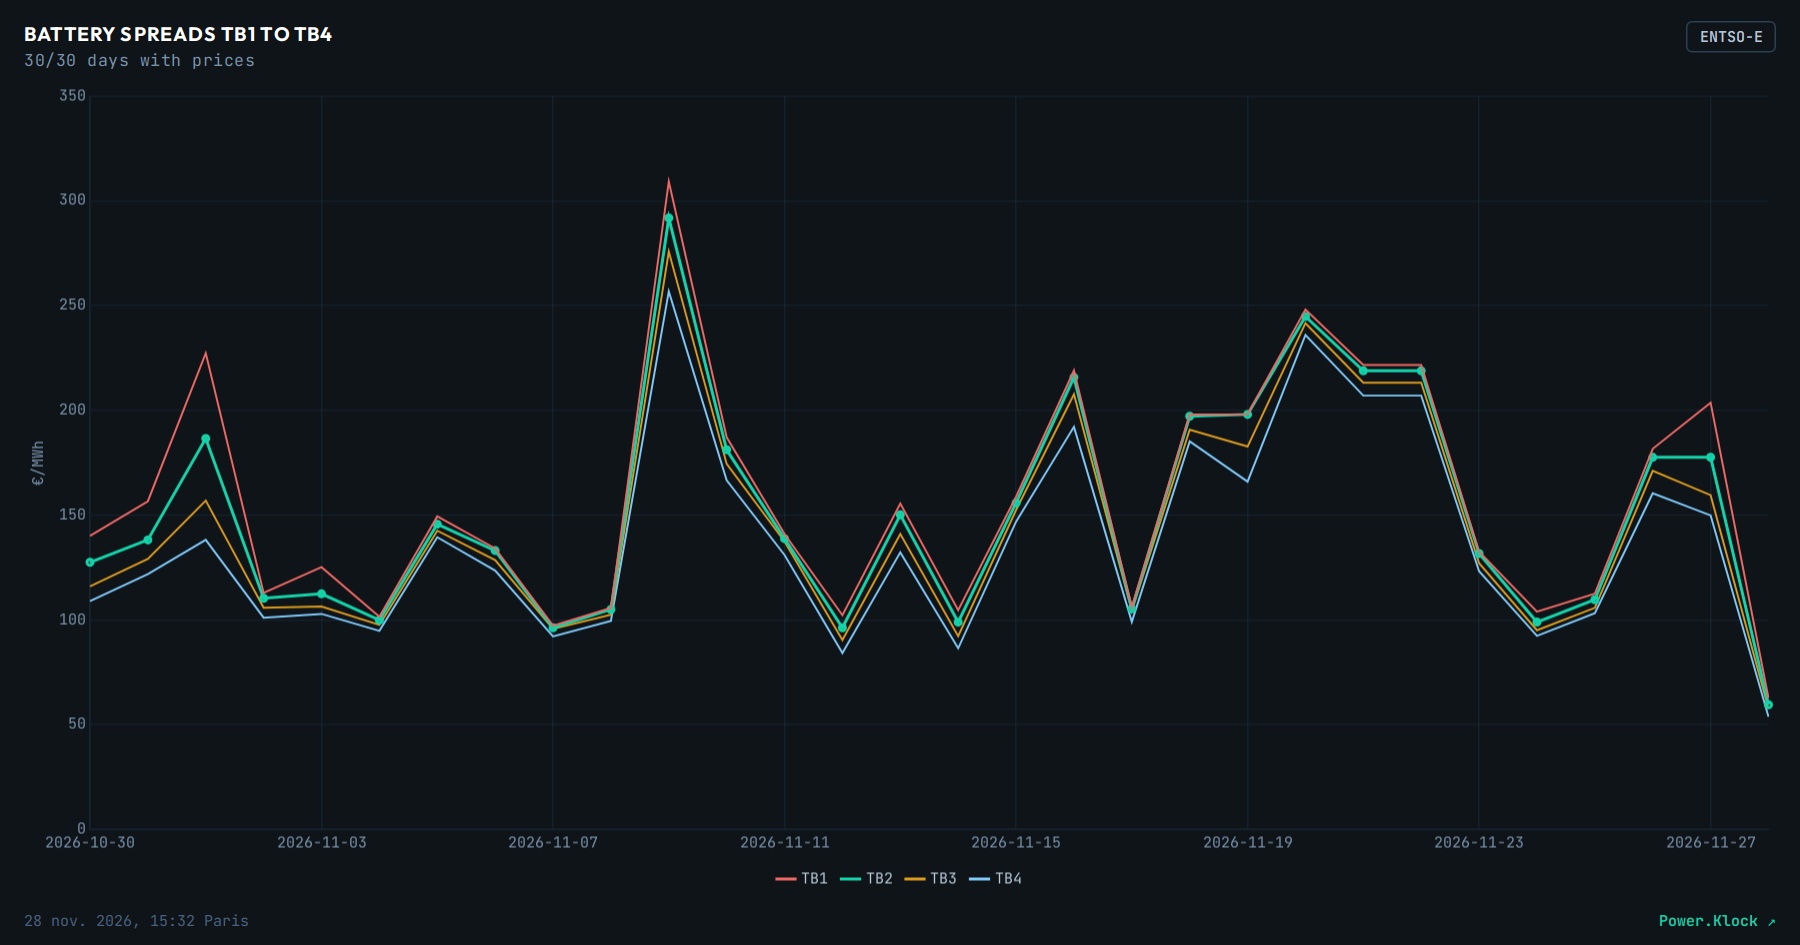 BATTERY SPREADS TB1 TO TB4
ENTSO-E
30/30 days with prices
350
300
250
200
150
100
50
0
€/MWh
2026-10-30 2026-11-03 2026-11-07 2026-11-11 2026-11-15 2026-11-19 2026-11-23 2026-11-27
TB1 TB2 TB3 TB4
28 nov. 2026, 15:32 Paris
Power.Klock ↗